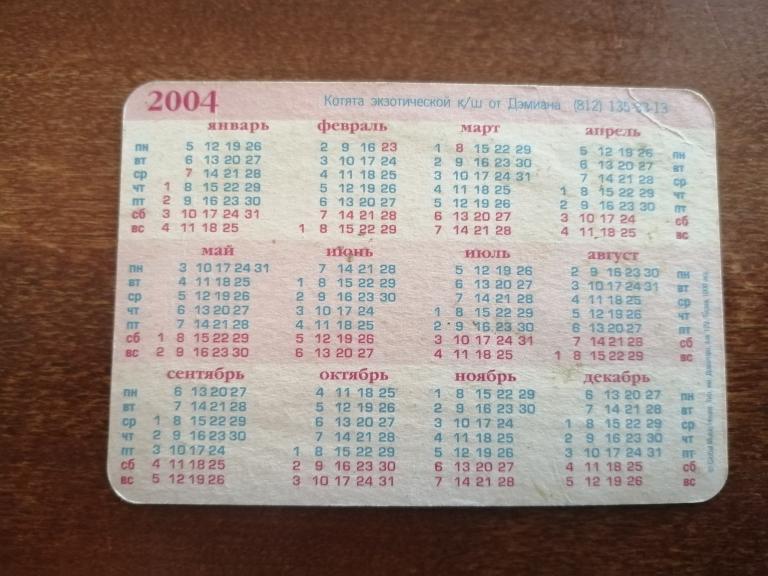 2004 Котята экзотической к/ш от Дэмиана (812) 135-83-13
январь февраль март апрель
пн 5 12 19 26 2 9 16 23 1 8 15 22 29 5 12 19 26 пн
вт 6 13 20 27 3 10 17 24 2 9 16 23 30 6 13 20 27 вт
ср 7 14 21 28 4 11 18 25 3 10 17 24 31 7 14 21 28 ср
чт 1 8 15 22 29 5 12 19 26 4 11 18 25 1 8 15 22 29 чт
пт 2 9 16 23 30 6 13 20 27 5 12 19 26 2 9 16 23 30 пт
сб 3 10 17 24 31 7 14 21 28 6 13 20 27 3 10 17 24 сб
вс 4 11 18 25 1 8 15 22 29 7 14 21 28 4 11 18 25 вс
май июнь июль август
пн 3 10 17 24 31 7 14 21 28 5 12 19 26 2 9 16 23 30 пн
вт 4 11 18 25 1 8 15 22 29 6 13 20 27 3 10 17 24 31 вт
ср 5 12 19 26 2 9 16 23 30 7 14 21 28 4 11 18 25 ср
чт 6 13 20 27 3 10 17 24 1 8 15 22 29 5 12 19 26 чт
пт 7 14 21 28 4 11 18 25 2 9 16 23 30 6 13 20 27 пт
сб 1 8 15 22 29 5 12 19 26 3 10 17 24 31 7 14 21 28 сб
вс 2 9 16 23 30 6 13 20 27 4 11 18 25 1 8 15 22 29 вс
сентябрь октябрь ноябрь декабрь
пн 6 13 20 27 4 11 18 25 1 8 15 22 29 6 13 20 27 пн
вт 7 14 21 28 5 12 19 26 2 9 16 23 30 7 14 21 28 вт
ср 1 8 15 22 29 6 13 20 27 3 10 17 24 1 8 15 22 29 ср
чт 2 9 16 23 30 7 14 21 28 4 11 18 25 2 9 16 23 30 чт
пт 3 10 17 24 1 8 15 22 29 5 12 19 26 3 10 17 24 31 пт
сб 4 11 18 25 2 9 16 23 30 6 13 20 27 4 11 18 25 сб
вс 5 12 19 26 3 10 17 24 31 7 14 21 28 5 12 19 26 вс